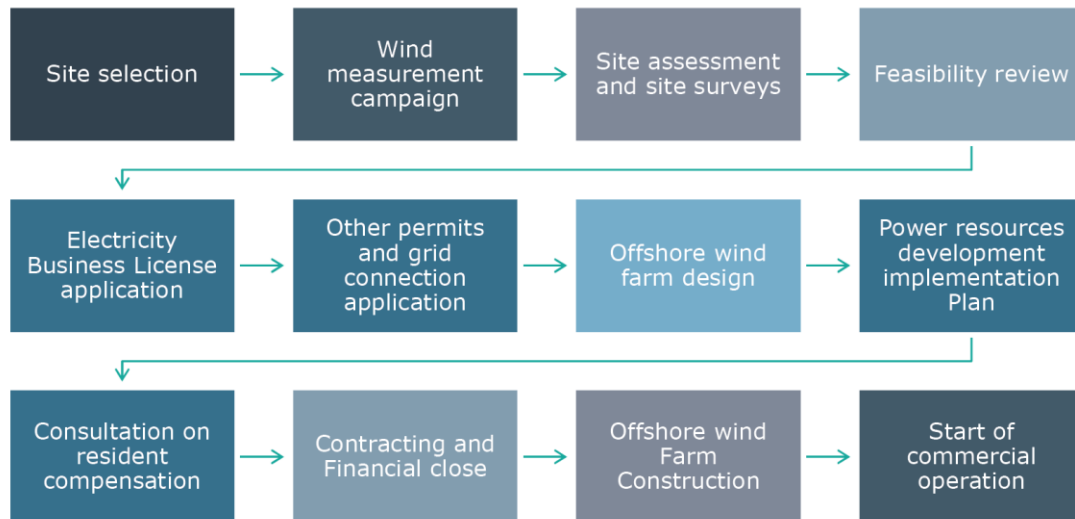 Site selection
Wind
measurement
campaign
Site assessment
and site surveys
Feasibility review
Electricity
Business License
application
Other permits
and grid
connection
application
Offshore wind
farm design
Power resources
development
implementation
Plan
Consultation on
resident
compensation
Contracting and
Financial close
Offshore wind
Farm
Construction
Start of
commercial
operation